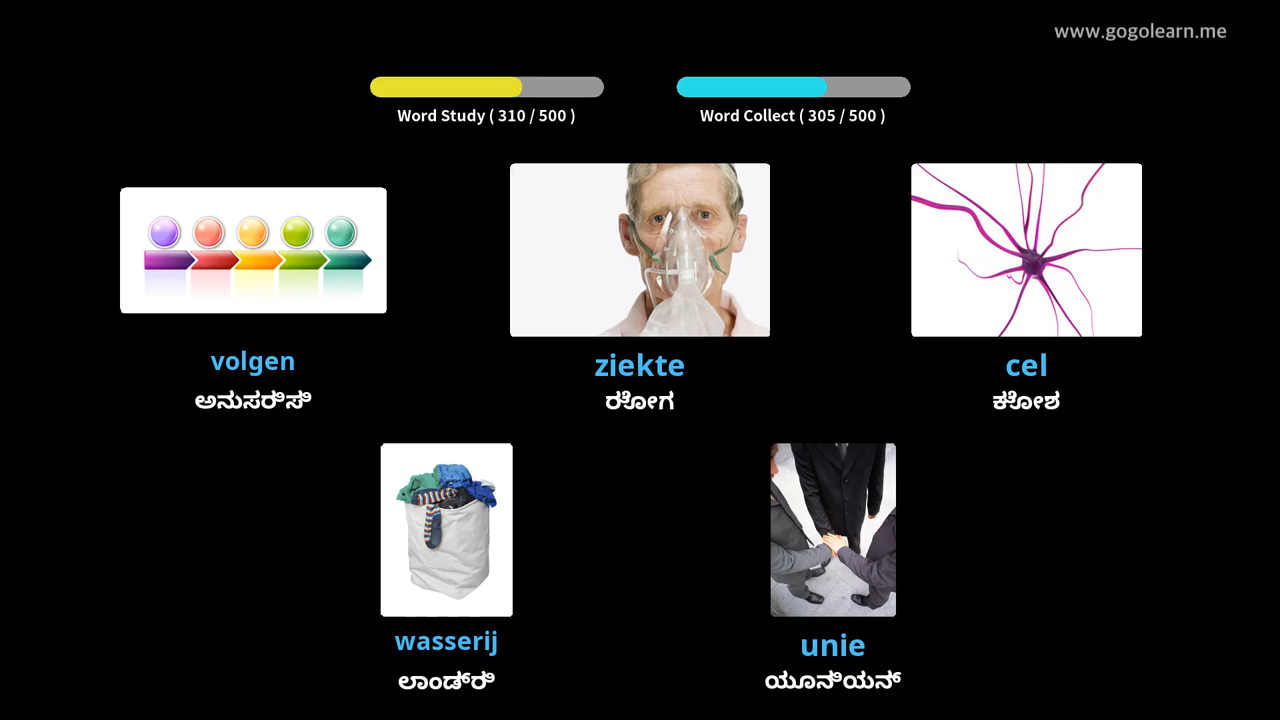 www.gogolearn.me
Word Study ( 310 / 500 )
Word Collect ( 305 / 500 )
volgen
ಅನುಸರಿಸಿ
ziekte
ರೋಗ
cel
ಕೋಶ
wasserij
ಲಾಂಡ್ರಿ
unie
ಯೂನಿಯನ್